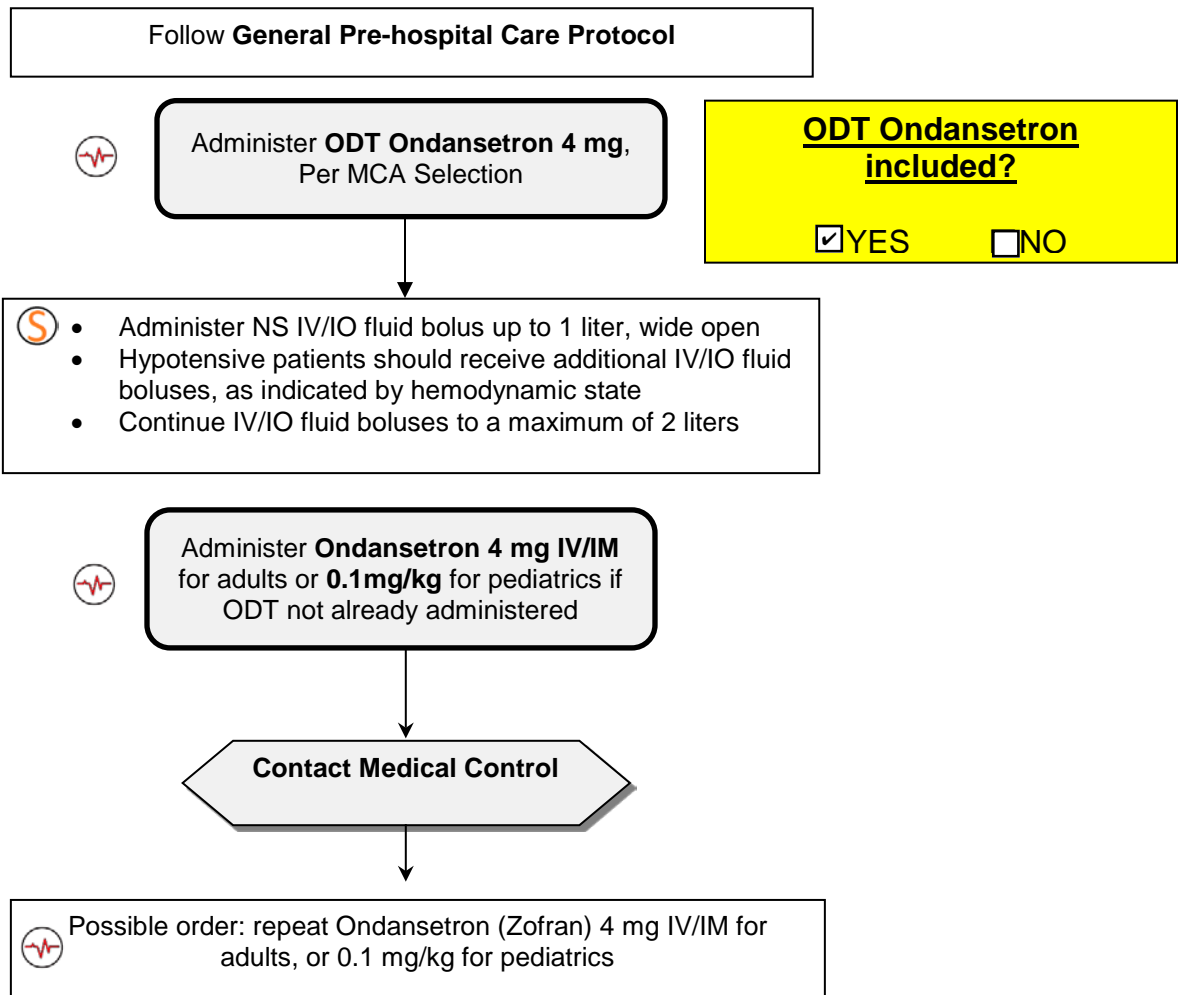 Follow General Pre-hospital Care Protocol
Administer ODT Ondansetron 4 mg,
Per MCA Selection
ODT Ondansetron
included?
☑YES ☐NO
S
• Administer NS IV/IO fluid bolus up to 1 liter, wide open
• Hypotensive patients should receive additional IV/IO fluid
boluses, as indicated by hemodynamic state
• Continue IV/IO fluid boluses to a maximum of 2 liters
Administer Ondansetron 4 mg IV/IM
for adults or 0.1mg/kg for pediatrics if
ODT not already administered
Contact Medical Control
Possible order: repeat Ondansetron (Zofran) 4 mg IV/IM for
adults, or 0.1 mg/kg for pediatrics